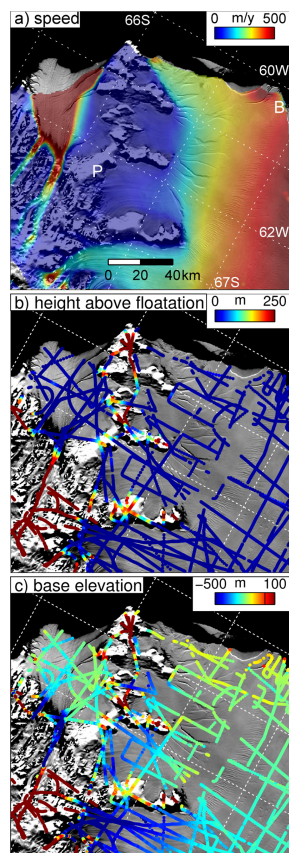 a) speed
66S
0 m/y 500
60W
B
P
62W
0 20 40km
67S
b) height above floatation
0 m 250
c) base elevation
−500 m 100